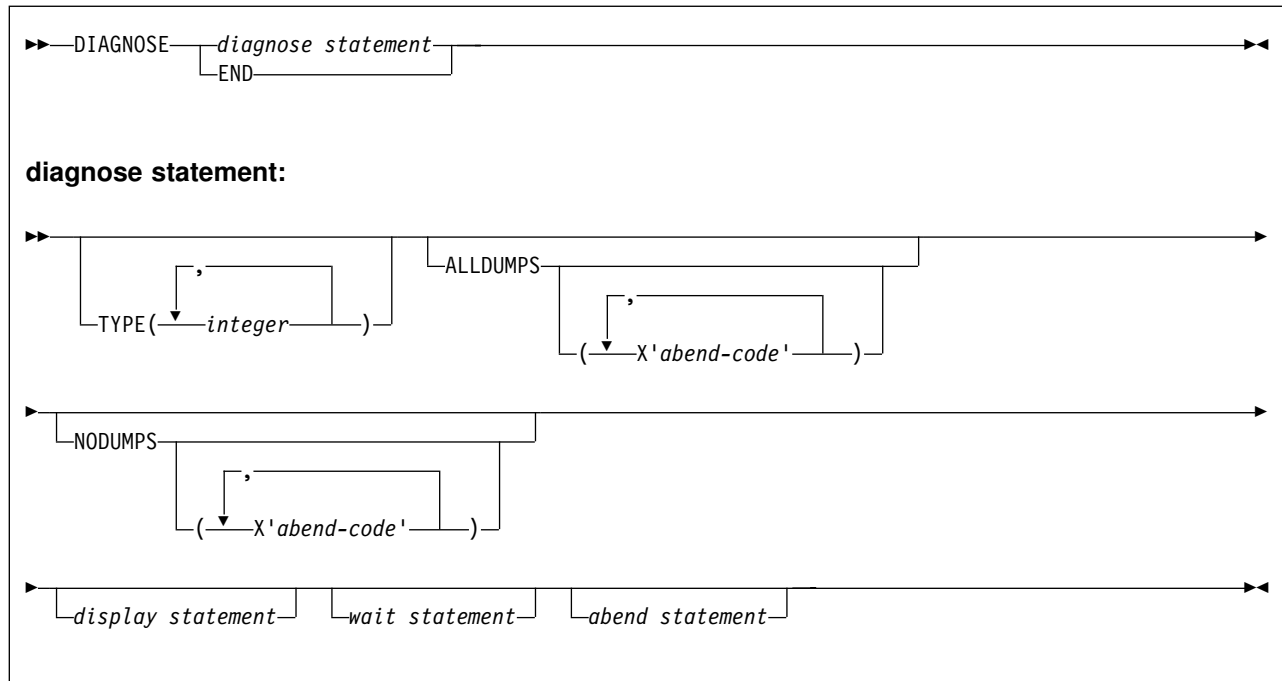 DIAGNOSE diagnose statement
END
diagnose statement:
, ALLDUMPS
TYPE( integer ) ,
( X'abend-code' )
NODUMPS
,
( X'abend-code' )
display statement wait statement abend statement